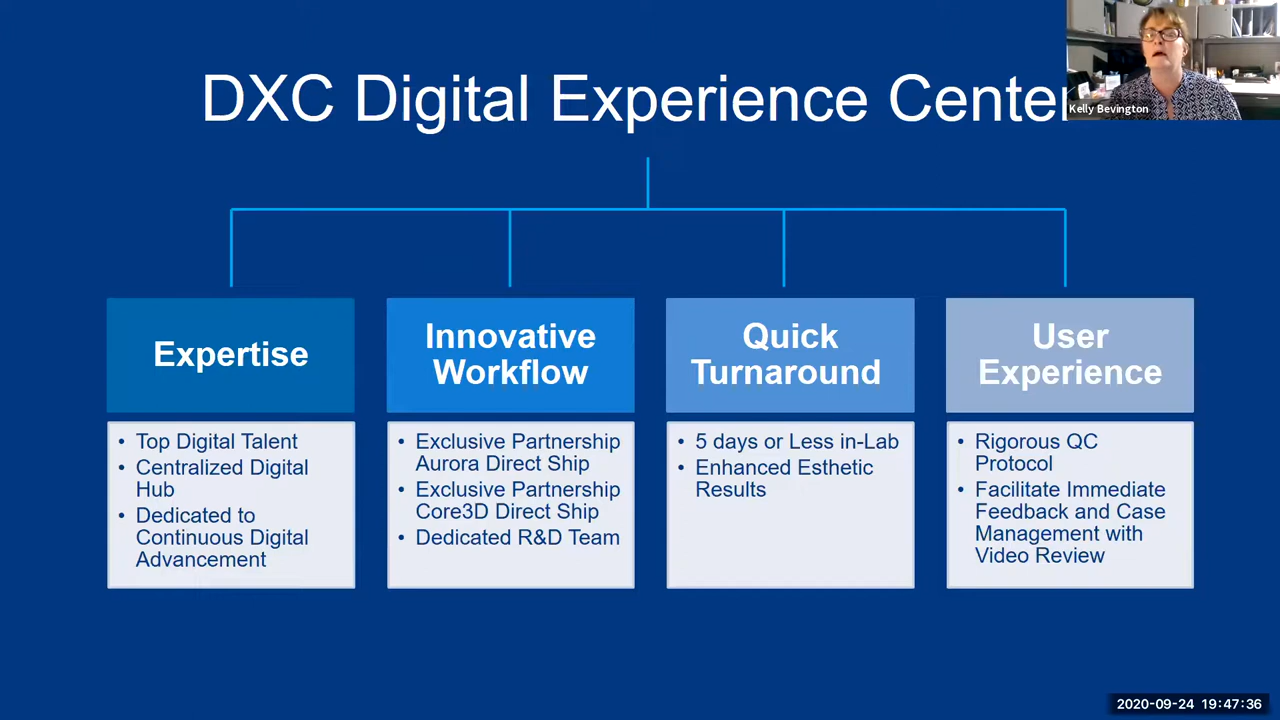 DXC Digital Experience Center
Kelly Bevington
Expertise
Innovative
Workflow
Quick
Turnaround
User
Experience
• Top Digital Talent
• Centralized Digital
Hub
• Dedicated to
Continuous Digital
Advancement
• Exclusive Partnership
Aurora Direct Ship
• Exclusive Partnership
Core3D Direct Ship
• Dedicated R&D Team
• 5 days or Less in-Lab
• Enhanced Esthetic
Results
• Rigorous QC
Protocol
• Facilitate Immediate
Feedback and Case
Management with
Video Review
2020-09-24 19:47:36